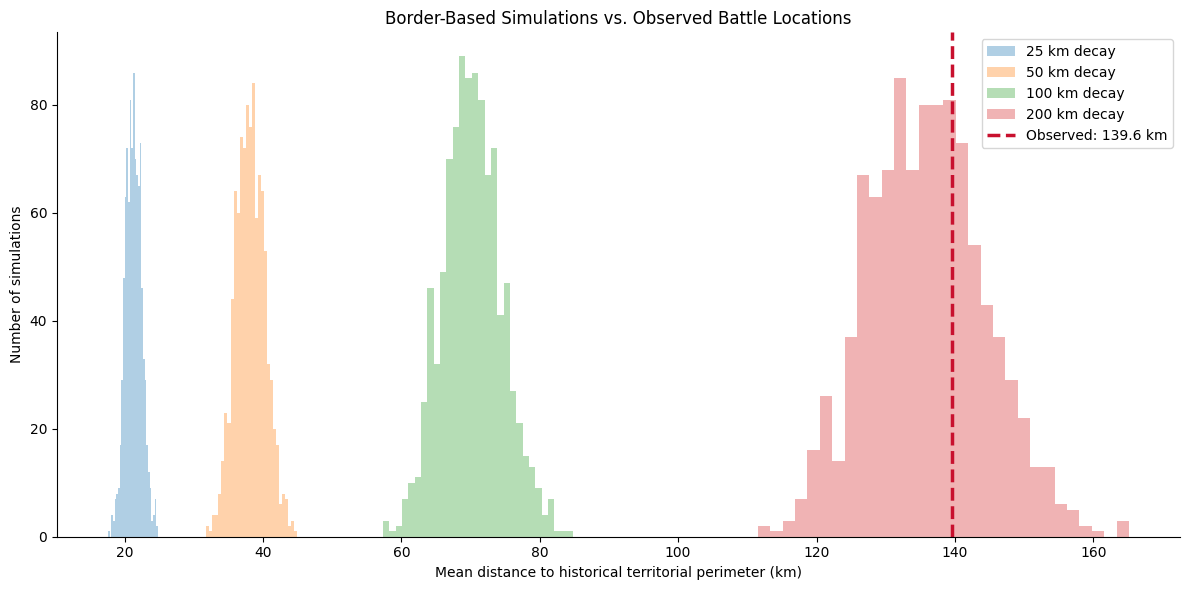 Border-Based Simulations vs. Observed Battle Locations
25 km decay
50 km decay
100 km decay
200 km decay
Observed: 139.6 km
Number of simulations
80
60
40
20
0
20
40
60
80
100
120
140
160
Mean distance to historical territorial perimeter (km)